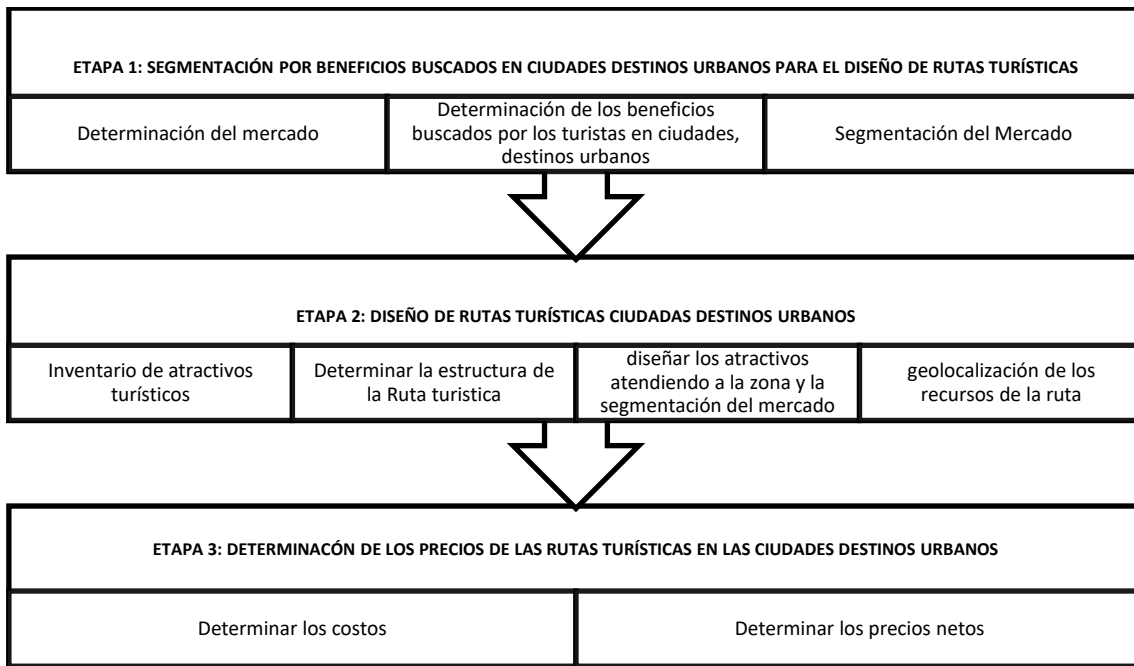 ETAPA 1: SEGMENTACIÓN POR BENEFICIOS BUSCADOS EN CIUDADES DESTINOS URBANOS PARA EL DISEÑO DE RUTAS TURÍSTICAS
Determinación del mercado
Determinación de los beneficios
buscados por los turistas en ciudades,
destinos urbanos
Segmentación del Mercado
ETAPA 2: DISEÑO DE RUTAS TURÍSTICAS CIUDADAS DESTINOS URBANOS
Inventario de atractivos
turísticos
Determinar la estructura de
la Ruta turistica
diseñar los atractivos
atendiendo a la zona y la
segmentación del mercado
geolocalización de los
recursos de la ruta
ETAPA 3: DETERMINACÓN DE LOS PRECIOS DE LAS RUTAS TURÍSTICAS EN LAS CIUDADES DESTINOS URBANOS
Determinar los costos
Determinar los precios netos